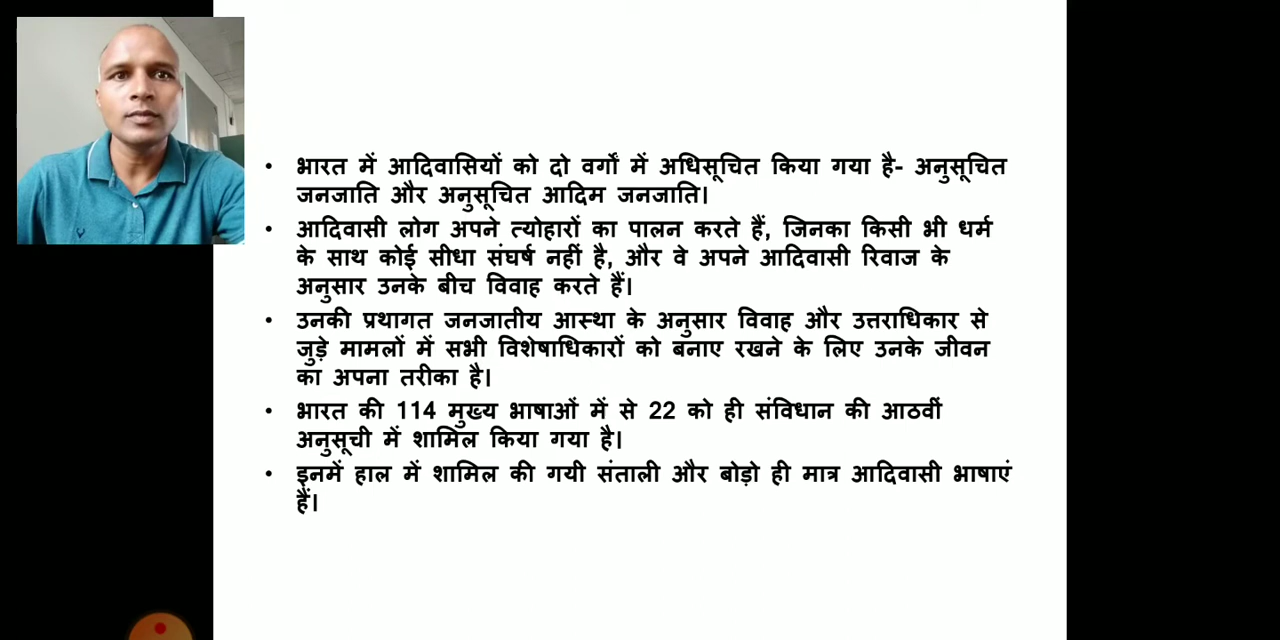 • भारत में आदिवासियों को दो वर्गों में अधिसूचित किया गया है- अनुसूचित
जनजाति और अनुसूचित आदिम जनजाति।
• आदिवासी लोग अपने त्योहारों का पालन करते हैं, जिनका किसी भी धर्म
के साथ कोई सीधा संघर्ष नहीं है, और वे अपने आदिवासी रिवाज के
अनुसार उनके बीच विवाह करते हैं।
• उनकी प्रथागत जनजातीय आस्था के अनुसार विवाह और उत्तराधिकार से
जुड़े मामलों में सभी विशेषाधिकारों को बनाए रखने के लिए उनके जीवन
का अपना तरीका है।
• भारत की 114 मुख्य भाषाओं में से 22 को ही संविधान की आठवीं
अनुसूची में शामिल किया गया है।
• इनमें हाल में शामिल की गयी संताली और बोड़ो ही मात्र आदिवासी भाषाएं
हैं।